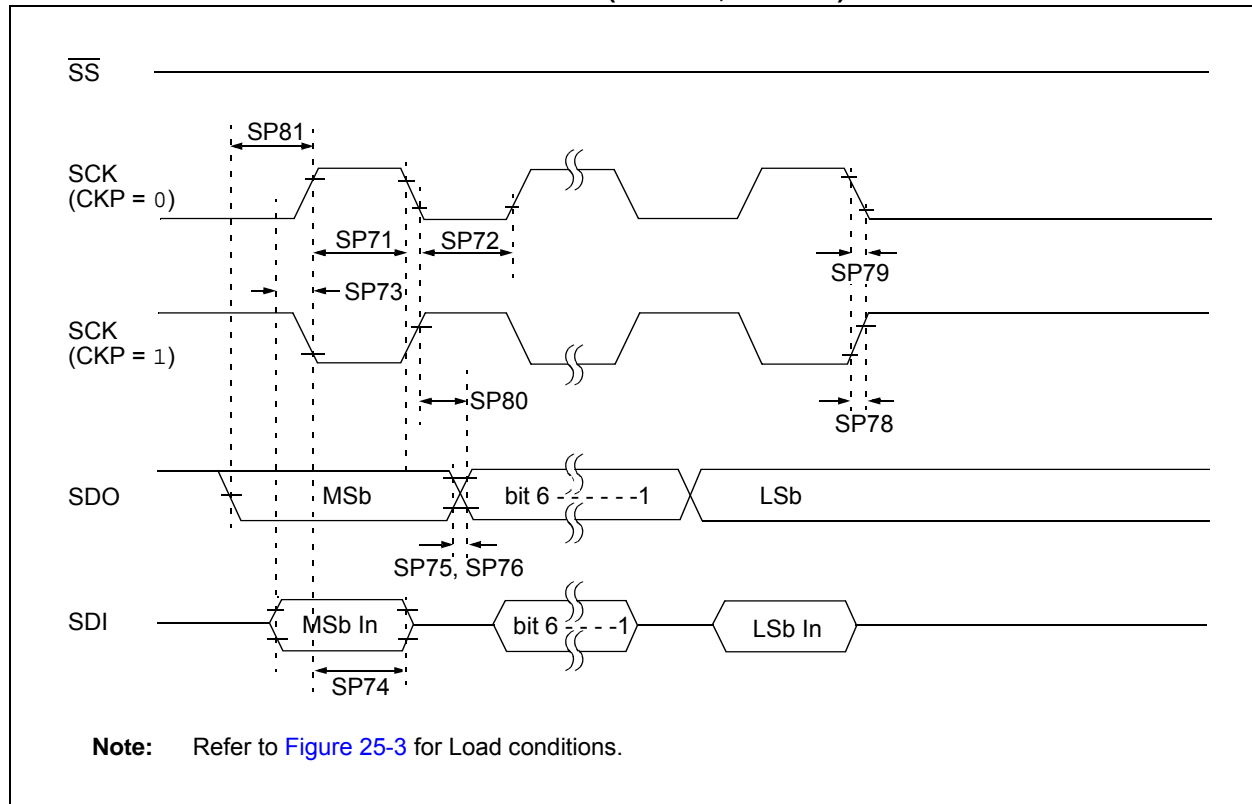 SS
SP81
SCK
(CKP = 0)
SP71
SP72
SP79
SP73
SCK
(CKP = 1)
SP80
SP78
SDO
MSb
bit 6 - - - - - -1
LSb
SP75, SP76
SDI
MSb In
bit 6 - - - -1
LSb In
SP74
Note: Refer to Figure 25-3 for Load conditions.